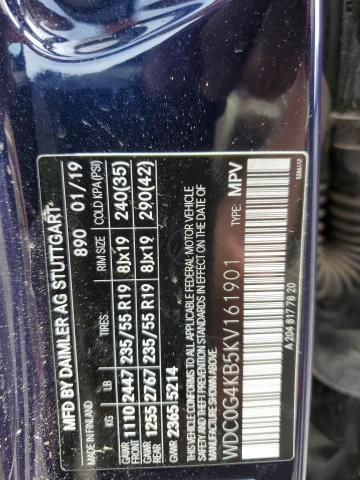 MFD BY DAIMLER AG STUTTGART
MADE IN FINLAND 890 01/19
KG LB TIRES RIM SIZE COLD KPA(PSI)
GAWR FRONT 1110 2447 235/55 R19 8Jx19 240(35)
GAWR REAR 1255 2767 235/55 R19 8Jx19 290(42)
GVWR 2365 5214
THIS VEHICLE CONFORMS TO
ALL APPLICABLE FEDERAL MOTOR VEHICLE
SAFETY AND THEFT PREVENTION STANDARDS
IN EFFECT ON THE DATE OF
MANUFACTURE SHOWN ABOVE.
WDC0G4KB5KV161901 TYPE: MPV
A 204 817 78 20